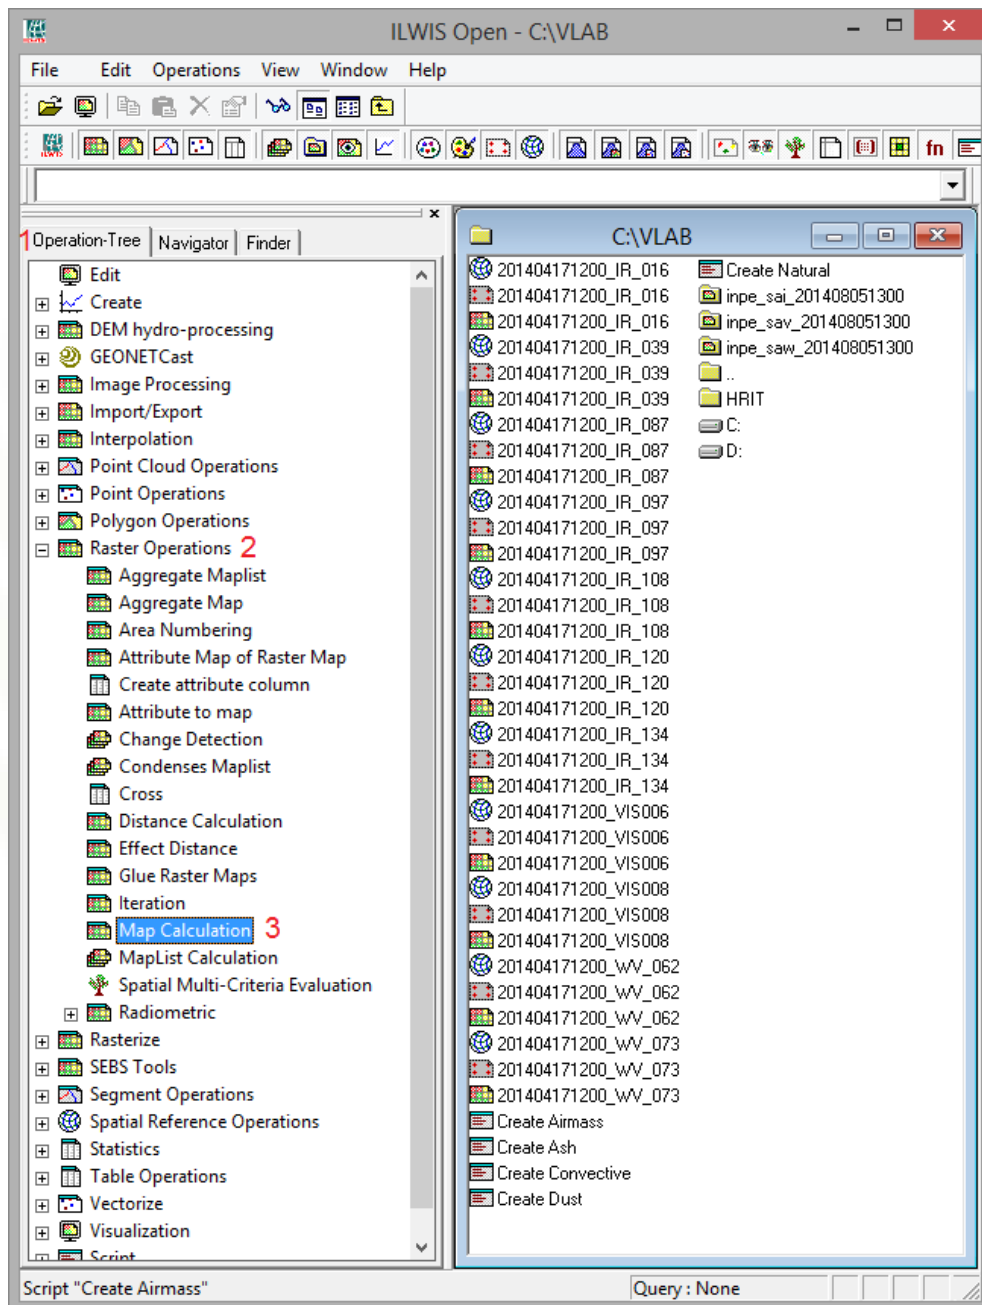 ILWIS Open - C:\VLAB
File Edit Operations View Window Help
ILWIS
fn
1 Operation-Tree Navigator Finder
Edit
Create
DEM hydro-processing
GEONETCast
Image Processing
Import/Export
Interpolation
Point Cloud Operations
Point Operations
Polygon Operations
Raster Operations 2
Aggregate Maplist
Aggregate Map
Area Numbering
Attribute Map of Raster Map
Create attribute column
Attribute to map
Change Detection
Condenses Maplist
Cross
Distance Calculation
Effect Distance
Glue Raster Maps
Iteration
Map Calculation 3
MapList Calculation
Spatial Multi-Criteria Evaluation
Radiometric
Rasterize
SEBS Tools
Segment Operations
Spatial Reference Operations
Statistics
Table Operations
Vectorize
Visualization
Script
C:\VLAB
201404171200_IR_016
201404171200_IR_016
201404171200_IR_016
201404171200_IR_039
201404171200_IR_039
201404171200_IR_039
201404171200_IR_087
201404171200_IR_087
201404171200_IR_087
201404171200_IR_097
201404171200_IR_097
201404171200_IR_097
201404171200_IR_108
201404171200_IR_108
201404171200_IR_108
201404171200_IR_120
201404171200_IR_120
201404171200_IR_120
201404171200_IR_134
201404171200_IR_134
201404171200_IR_134
201404171200_VIS006
201404171200_VIS006
201404171200_VIS006
201404171200_VIS008
201404171200_VIS008
201404171200_VIS008
201404171200_WV_062
201404171200_WV_062
201404171200_WV_062
201404171200_WV_073
201404171200_WV_073
201404171200_WV_073
Create Airmass
Create Ash
Create Convective
Create Dust
Create Natural
inpe_sai_201408051300
inpe_sav_201408051300
inpe_saw_201408051300
..
HRIT
C:
D:
Script "Create Airmass"
Query : None